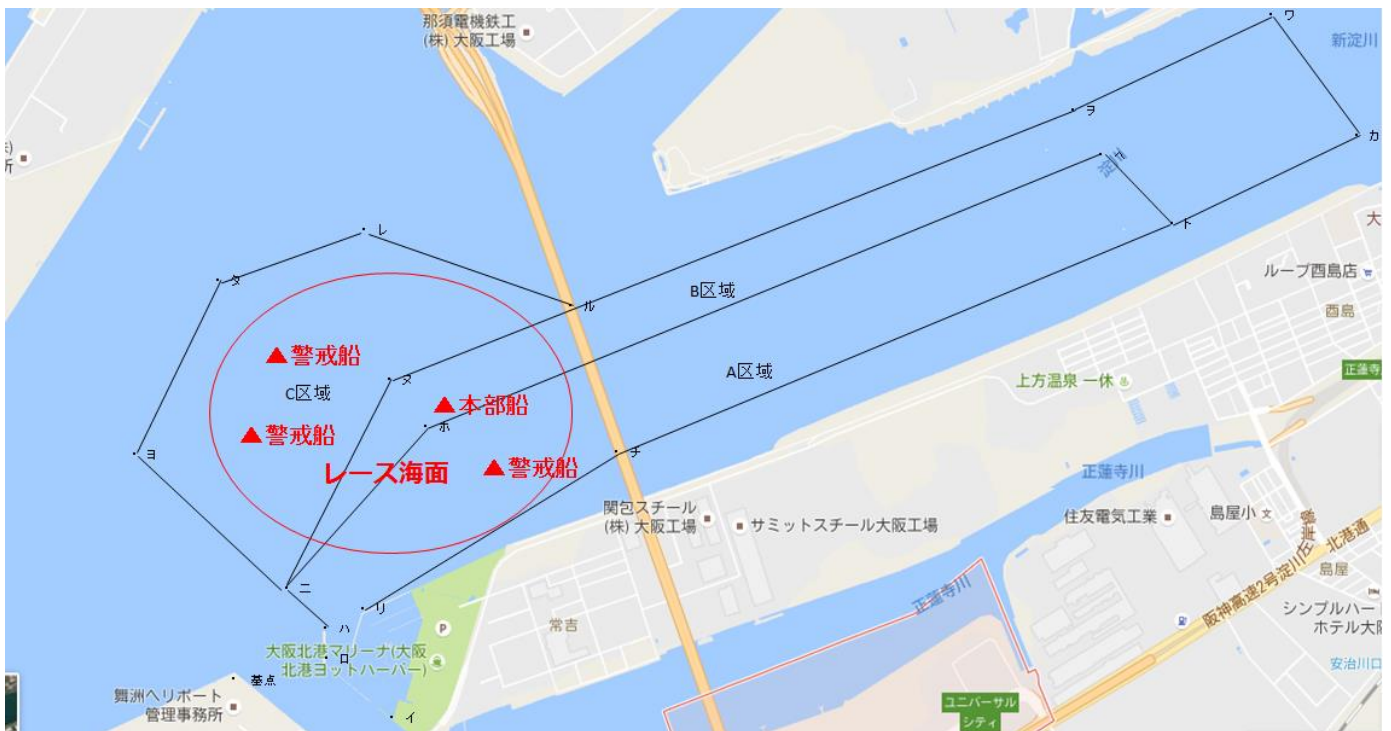 那須電機鉄工
(株) 大阪工場
ワ
新淀川
ヲ
カ
所
淀
ト
大
レ
タ
ループ酉島店
ル
B区域
酉島
▲警戒船
A区域
正蓮寺
上方温泉 一休
ヌ
C区域
▲本部船
ホ
▲警戒船
ヨ
チ
レース海面
▲警戒船
正蓮寺川
関包スチール
(株) 大阪工場
サミットスチール大阪工場
住友電気工業
島屋小
北港通
島屋
阪神高速2号淀川左岸線
正蓮寺川
ニ
リ
シンプルハート
ホテル大阪
ハ
P
常吉
大阪北港マリーナ(大阪
北港ヨットハーバー)
ロ
安治川口
基点
舞洲ヘリポート
管理事務所
イ
ユニバーサル
シティ